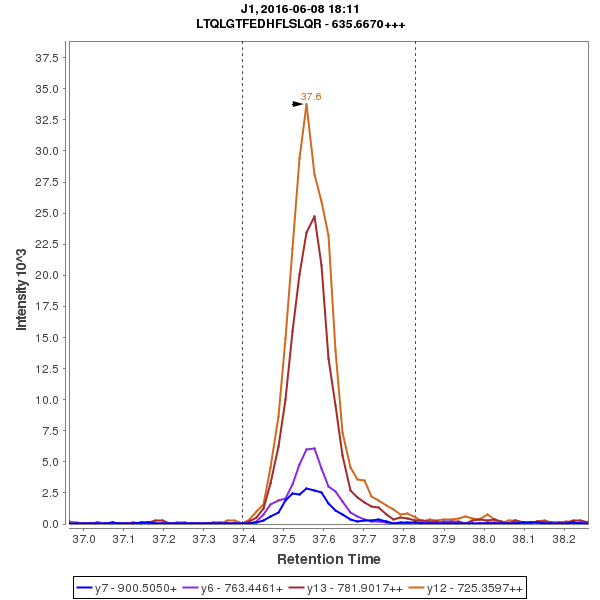 J1, 2016-06-08 18:11
LTQLGTFEDHFLSLQR - 635.6670+++
37.6
Intensity 10^3
37.5
35.0
32.5
30.0
27.5
25.0
22.5
20.0
17.5
15.0
12.5
10.0
7.5
5.0
2.5
0.0
37.0 37.1 37.2 37.3 37.4 37.5 37.6 37.7 37.8 37.9 38.0 38.1 38.2
Retention Time
y7 - 900.5050+ y6 - 763.4461+ y13 - 781.9017++ y12 - 725.3597++